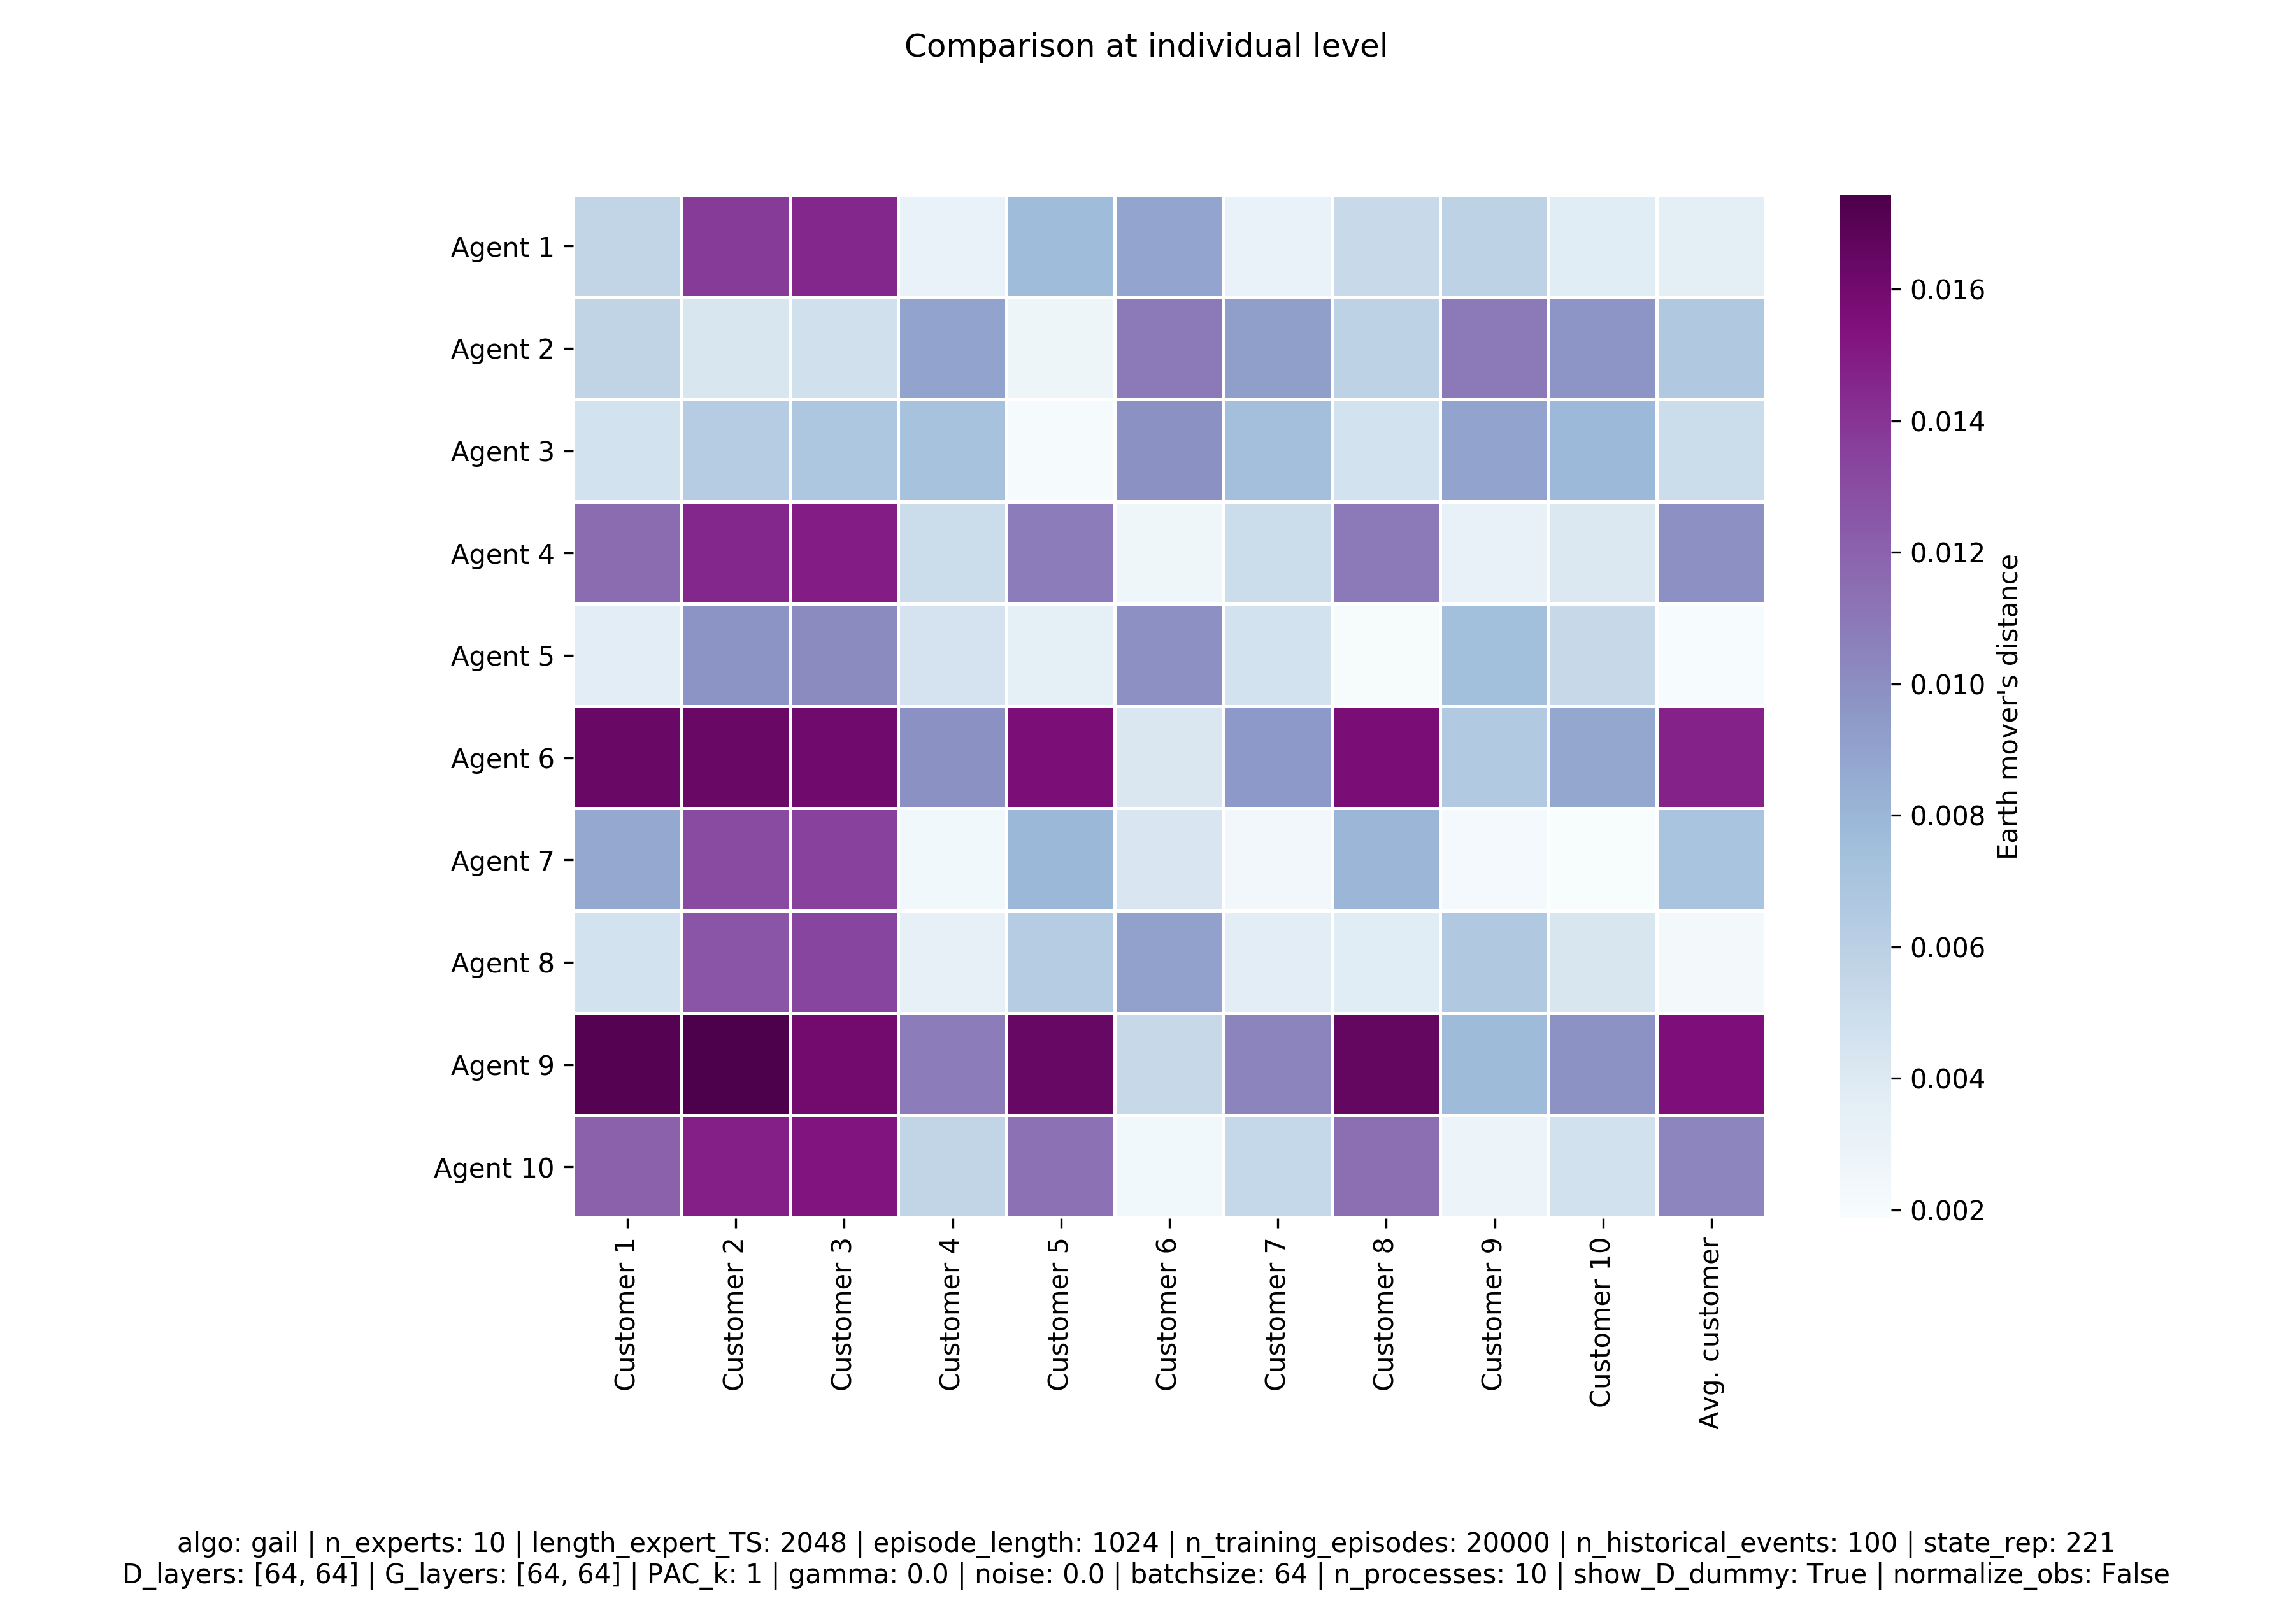 Comparison at individual level
Agent 1
Agent 2
Agent 3
Agent 4
Agent 5
Agent 6
Agent 7
Agent 8
Agent 9
Agent 10
Customer 1
Customer 2
Customer 3
Customer 4
Customer 5
Customer 6
Customer 7
Customer 8
Customer 9
Customer 10
Avg. customer
0.016
0.014
0.012
0.010
0.008
0.006
0.004
0.002
Earth mover's distance
algo: gail | n_experts: 10 | length_expert_TS: 2048 | episode_length: 1024 | n_training_episodes: 20000 | n_historical_events: 100 | state_rep: 221
D_layers: [64, 64] | G_layers: [64, 64] | PAC_k: 1 | gamma: 0.0 | noise: 0.0 | batchsize: 64 | n_processes: 10 | show_D_dummy: True | normalize_obs: False